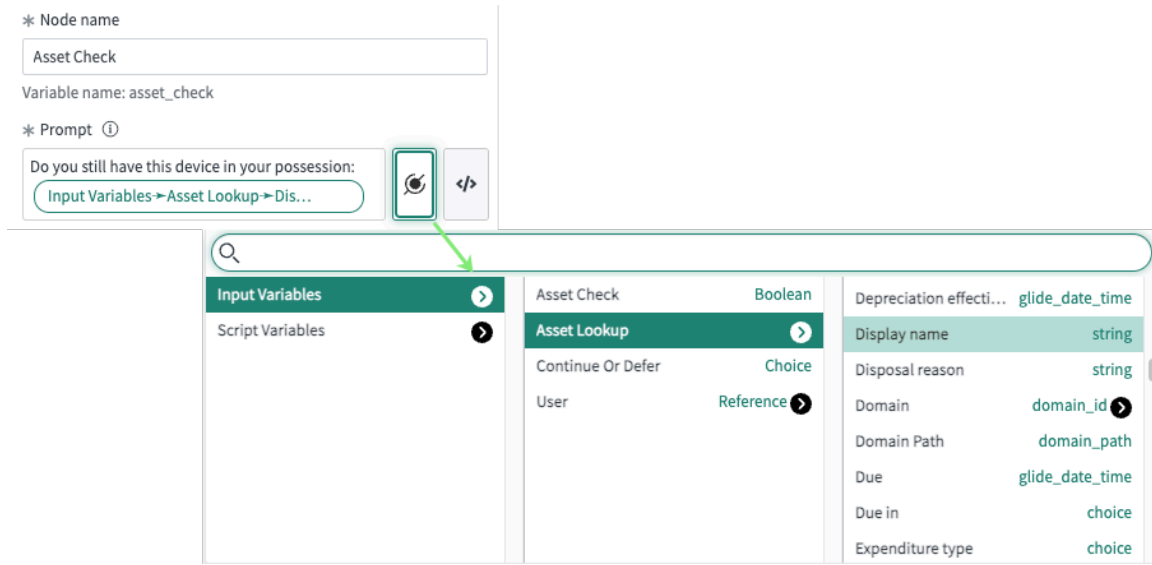 * Node name
Asset Check
Variable name: asset_check
* Prompt ⓘ
Do you still have this device in your possession:
Input Variables➛Asset Lookup➛Dis...
</>
Input Variables
Script Variables
Asset Check Boolean
Asset Lookup
Continue Or Defer Choice
User Reference
Depreciation effecti... glide_date_time
Display name string
Disposal reason string
Domain domain_id
Domain Path domain_path
Due glide_date_time
Due in choice
Expenditure type choice